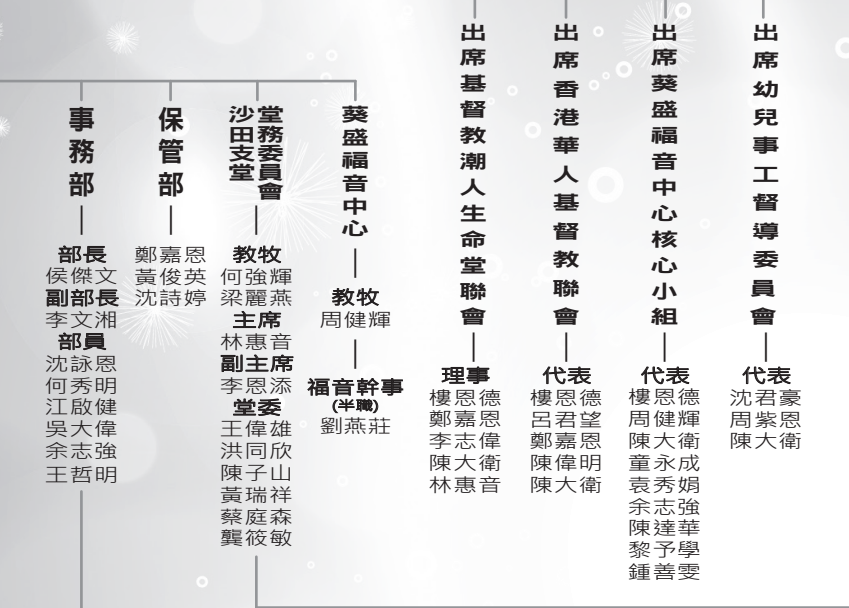 事務部
部長
侯傑文
副部長
李文湘
部員
沈詠恩
何秀明
江啟健
吳大偉
余志強
王哲明
保管部
鄭嘉恩
黃俊英
沈詩婷
沙田支堂
堂務委員會
教牧
何強輝
梁麗燕
主席
林惠音
副主席
李恩添
堂委
王偉雄
洪同欣
陳子山
黃瑞祥
蔡庭森
龔筱敏
葵盛福音中心
教牧
周健輝
福音幹事
(半職)
劉燕莊
出席基督教潮人生命堂聯會
理事
樓恩德
鄭嘉恩
李志偉
陳大衛
林惠音
出席香港華人基督教聯會
代表
樓恩德
呂君望
鄭嘉恩
陳偉明
陳大衛
出席葵盛福音中心核心小組
代表
樓恩德
周健輝
陳大衛
童永成
袁秀娟
余志強
陳達華
黎予學
鍾善雯
出席幼兒事工督導委員會
代表
沈君豪
周紫恩
陳大衛